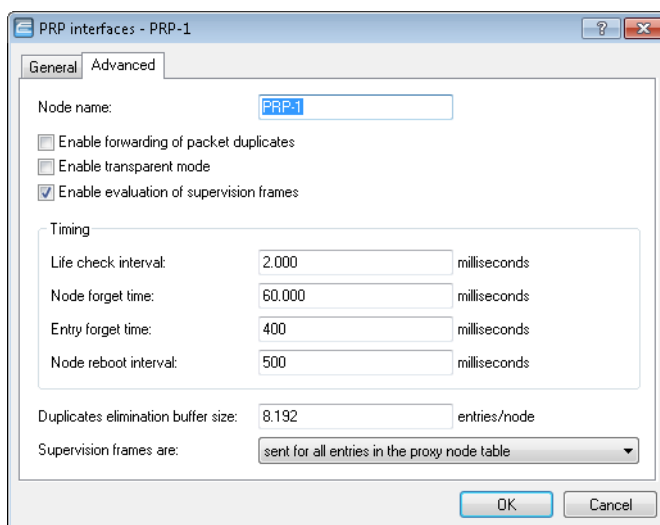 PRP interfaces - PRP-1
General Advanced
Node name: PRP-1
Enable forwarding of packet duplicates
Enable transparent mode
Enable evaluation of supervision frames
Timing
Life check interval: 2.000 milliseconds
Node forget time: 60.000 milliseconds
Entry forget time: 400 milliseconds
Node reboot interval: 500 milliseconds
Duplicates elimination buffer size: 8.192 entries/node
Supervision frames are: sent for all entries in the proxy node table
OK Cancel